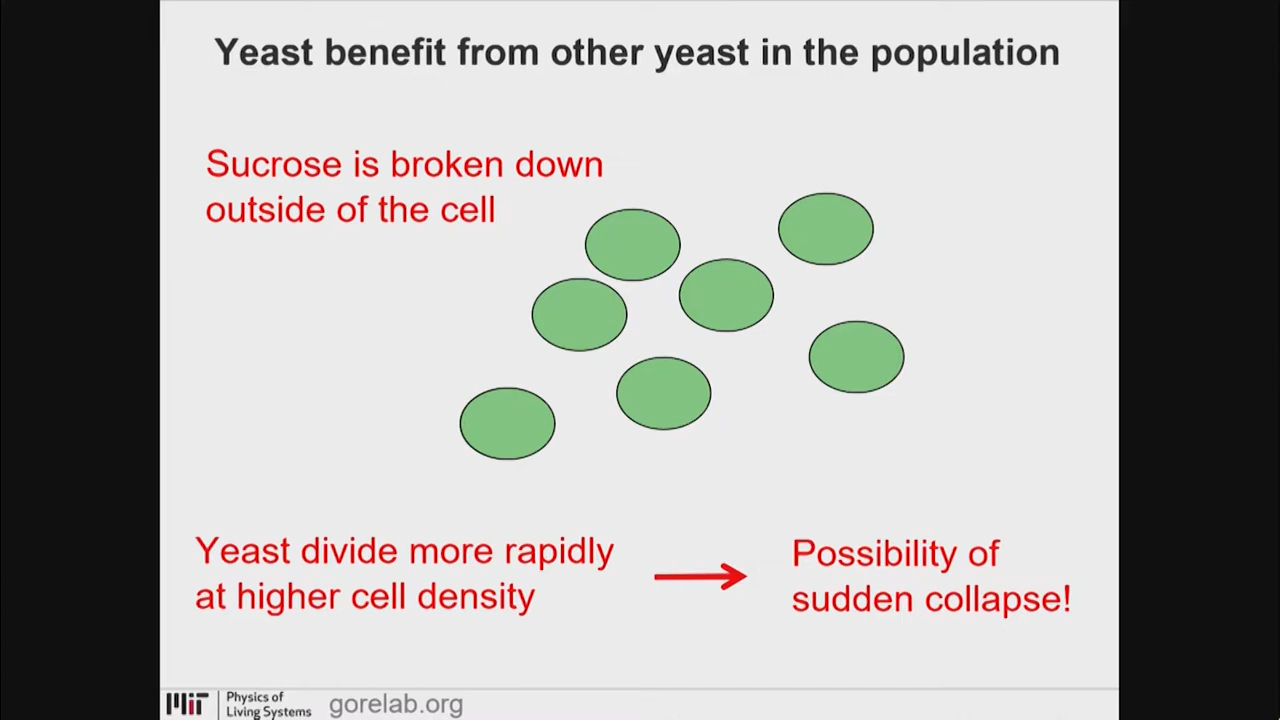 Yeast benefit from other yeast in the population
Sucrose is broken down
outside of the cell
Yeast divide more rapidly
at higher cell density
Possibility of
sudden collapse!
MIT
Physics of
Living Systems
gorelab.org